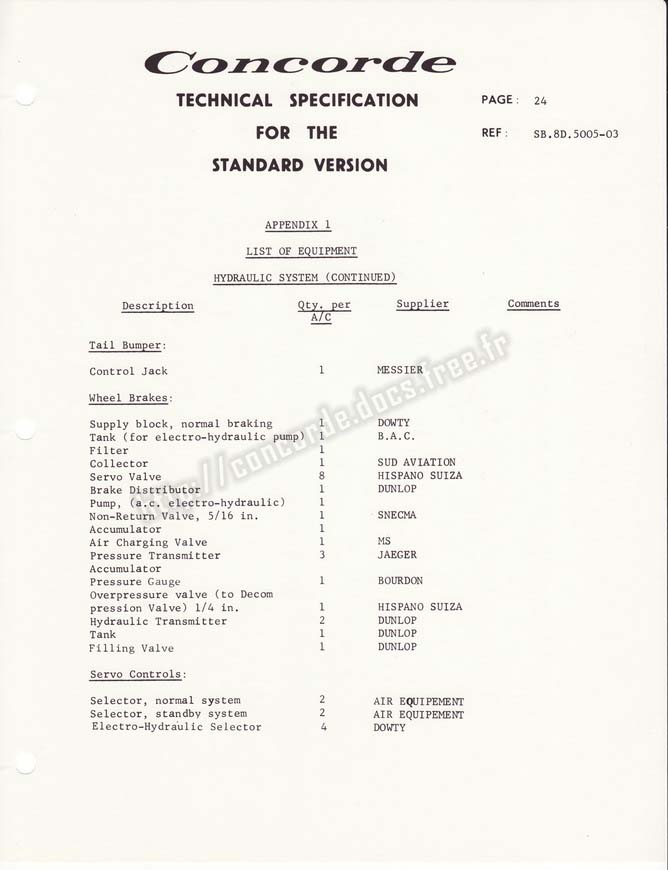 Concorde
TECHNICAL SPECIFICATION PAGE: 24
FOR THE REF: SB.8D.5005-03
STANDARD VERSION
APPENDIX 1
LIST OF EQUIPMENT
HYDRAULIC SYSTEM (CONTINUED)
Description Qty. per Supplier Comments
A/C
Tail Bumper:
Control Jack 1 MESSIER
Wheel Brakes:
Supply block, normal braking 1 DOWTY
Tank (for electro-hydraulic pump) 1 B.A.C.
Filter 1
Collector 1 SUD AVIATION
Servo Valve 8 HISPANO SUIZA
Brake Distributor 1 DUNLOP
Pump, (a.c. electro-hydraulic) 1
Non-Return Valve, 5/16 in. 1 SNECMA
Accumulator 1
Air Charging Valve 1 MS
Pressure Transmitter 3 JAEGER
Accumulator
Pressure Gauge 1 BOURDON
Overpressure valve (to Decom
pression Valve) 1/4 in. 1 HISPANO SUIZA
Hydraulic Transmitter 2 DUNLOP
Tank 1 DUNLOP
Filling Valve 1 DUNLOP
Servo Controls:
Selector, normal system 2 AIR EQUIPEMENT
Selector, standby system 2 AIR EQUIPEMENT
Electro-Hydraulic Selector 4 DOWTY
http://concorde.docs.free.fr